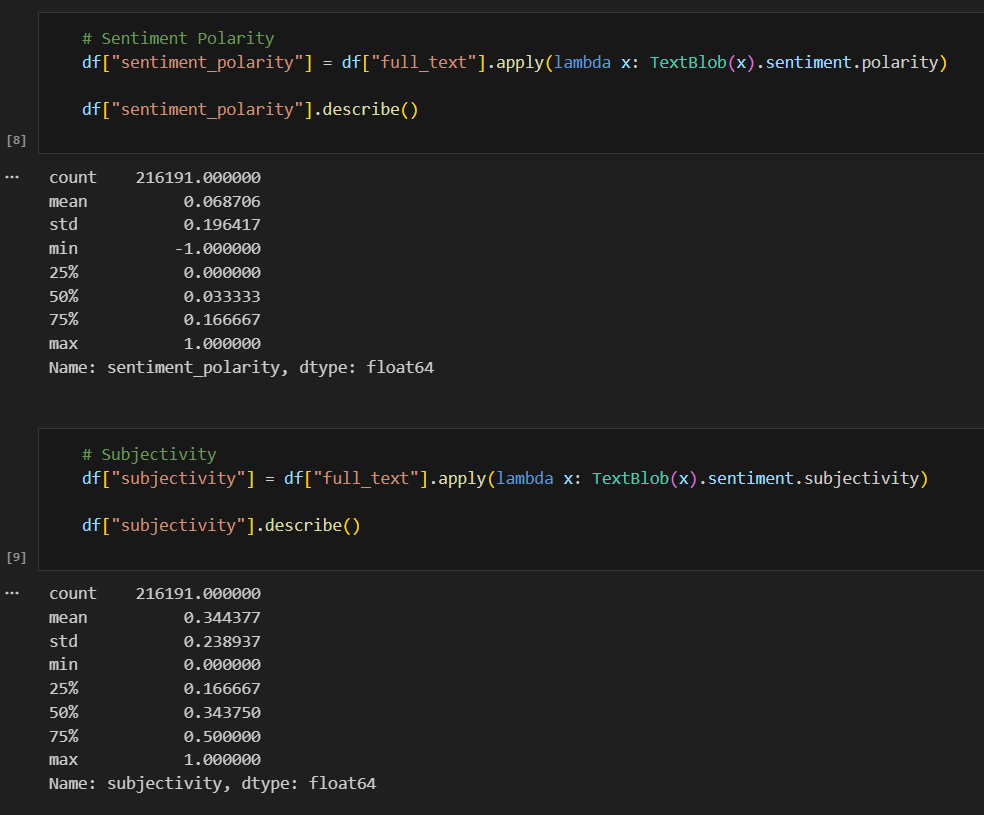 # Sentiment Polarity
df["sentiment_polarity"] = df["full_text"].apply(lambda x: TextBlob(x).sentiment.polarity)
df["sentiment_polarity"].describe()
[8]
... count    216191.000000
mean          0.068706
std           0.196417
min          -1.000000
25%           0.000000
50%           0.033333
75%           0.166667
max           1.000000
Name: sentiment_polarity, dtype: float64
# Subjectivity
df["subjectivity"] = df["full_text"].apply(lambda x: TextBlob(x).sentiment.subjectivity)
df["subjectivity"].describe()
[9]
... count    216191.000000
mean          0.344377
std           0.238937
min           0.000000
25%           0.166667
50%           0.343750
75%           0.500000
max           1.000000
Name: subjectivity, dtype: float64